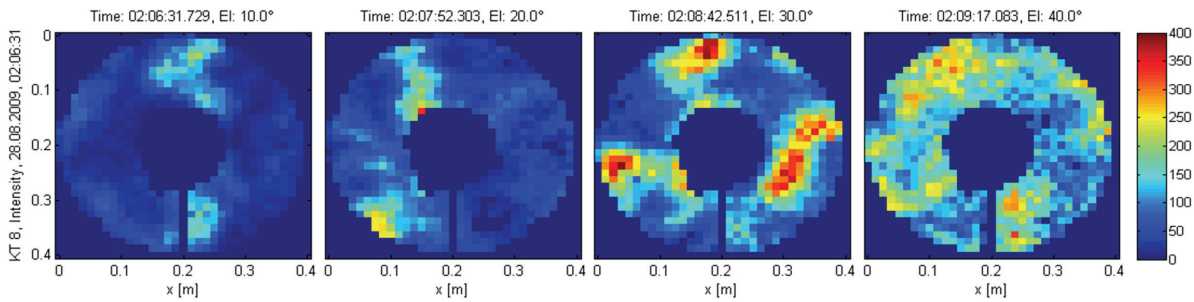 Time: 02:06:31.729, El: 10.0°
Time: 02:07:52.303, El: 20.0°
Time: 02:08:42.511, El: 30.0°
Time: 02:09:17.083, El: 40.0°
KT 8, Intensity, 28.08.2009, 02:06:31
0
0.1
0.2
0.3
0.4
0 0.1 0.2 0.3 0.4
0 0.1 0.2 0.3 0.4
0 0.1 0.2 0.3 0.4
0 0.1 0.2 0.3 0.4
x [m]
x [m]
x [m]
x [m]
400
350
300
250
200
150
100
50
0